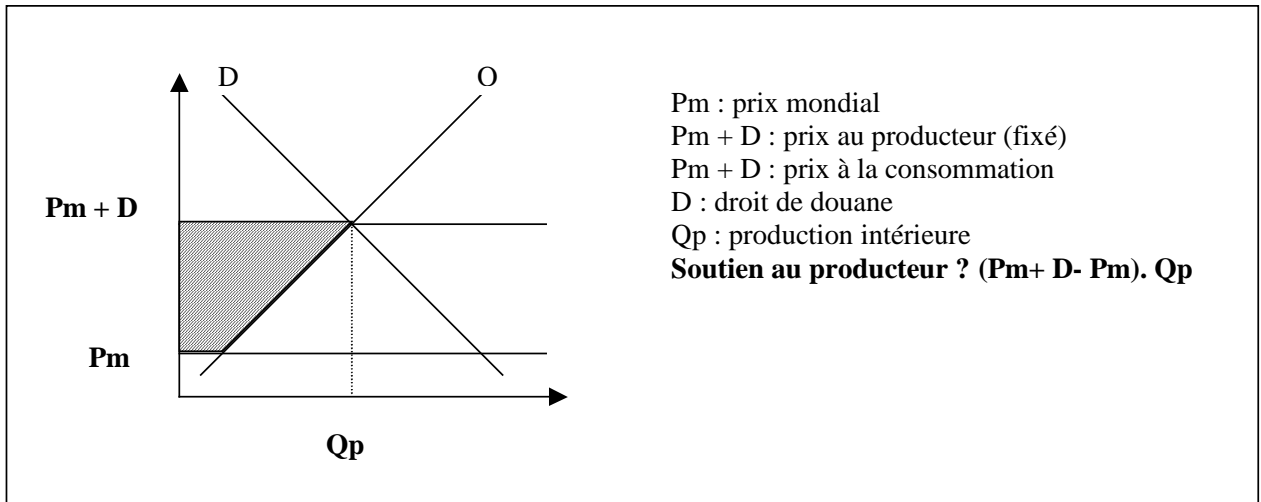 D
O
Pm + D
Pm
Qp
Pm : prix mondial
Pm + D : prix au producteur (fixé)
Pm + D : prix à la consommation
D : droit de douane
Qp : production intérieure
Soutien au producteur ? (Pm+ D- Pm). Qp